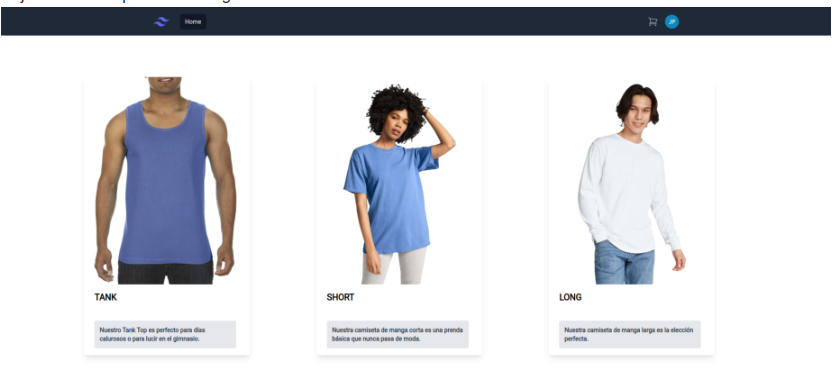 Home
JP
TANK
Nuestro Tank Top es perfecto para días
calurosos o para lucir en el gimnasio.
SHORT
Nuestra camiseta de manga corta es una prenda
básica que nunca pasa de moda.
LONG
Nuestra camiseta de manga larga es la elección
perfecta.